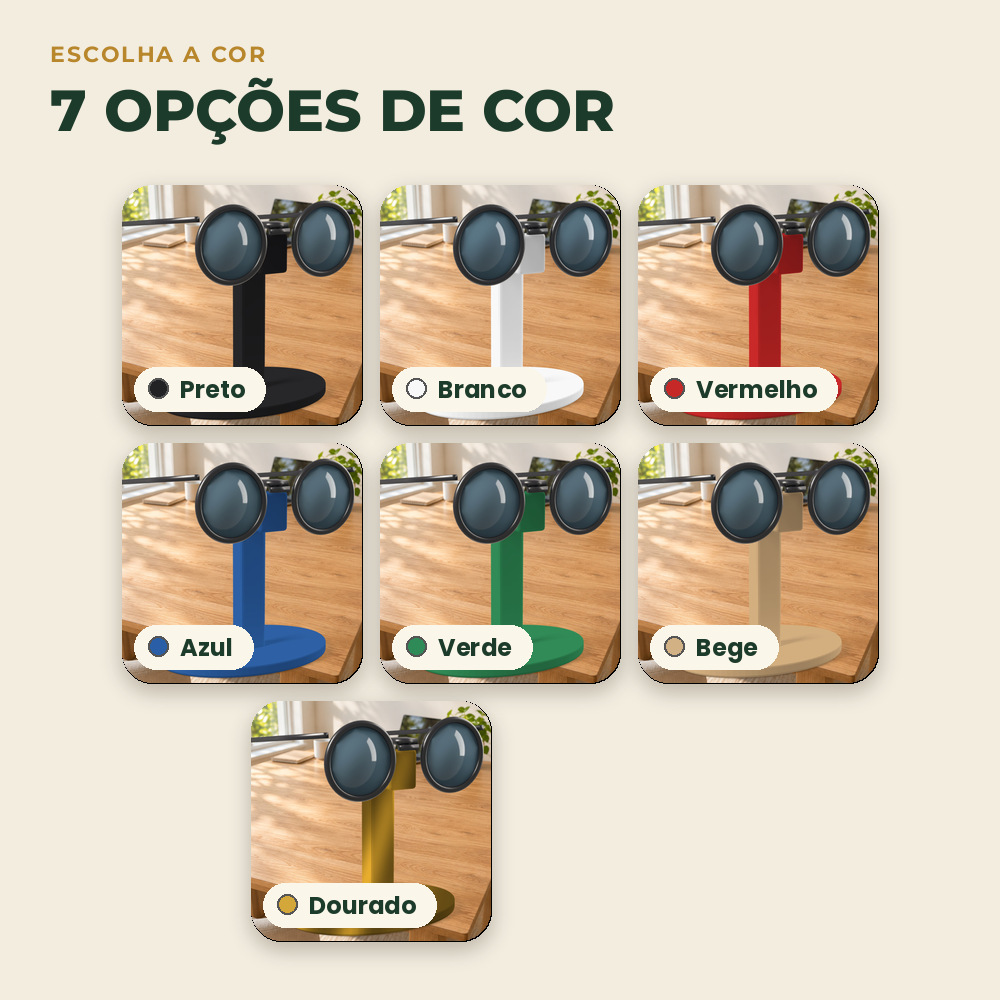 ESCOLHA A COR
7 OPÇÕES DE COR
Preto
Branco
Vermelho
Azul
Verde
Bege
Dourado